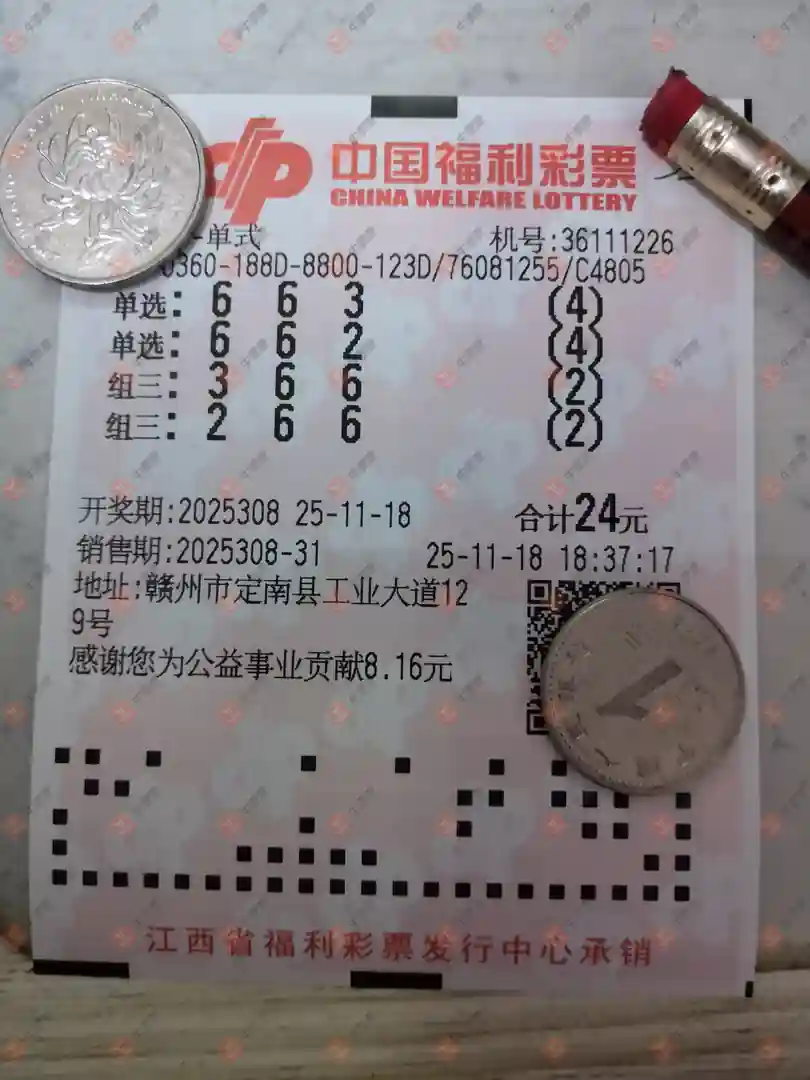 中国福利彩票
CHINA WELFARE LOTTERY
-单式 机号:36111226
0360-188D-8800-123D/76081255/C4805
单选: 6 6 3 (4)
单选: 6 6 2 (4)
组三: 3 6 6 (2)
组三: 2 6 6 (2)
开奖期:2025308 25-11-18 合计24元
销售期:2025308-31 25-11-18 18:37:17
地址:赣州市定南县工业大道12
9号
感谢您为公益事业贡献8.16元
1
江西省福利彩票发行中心承销